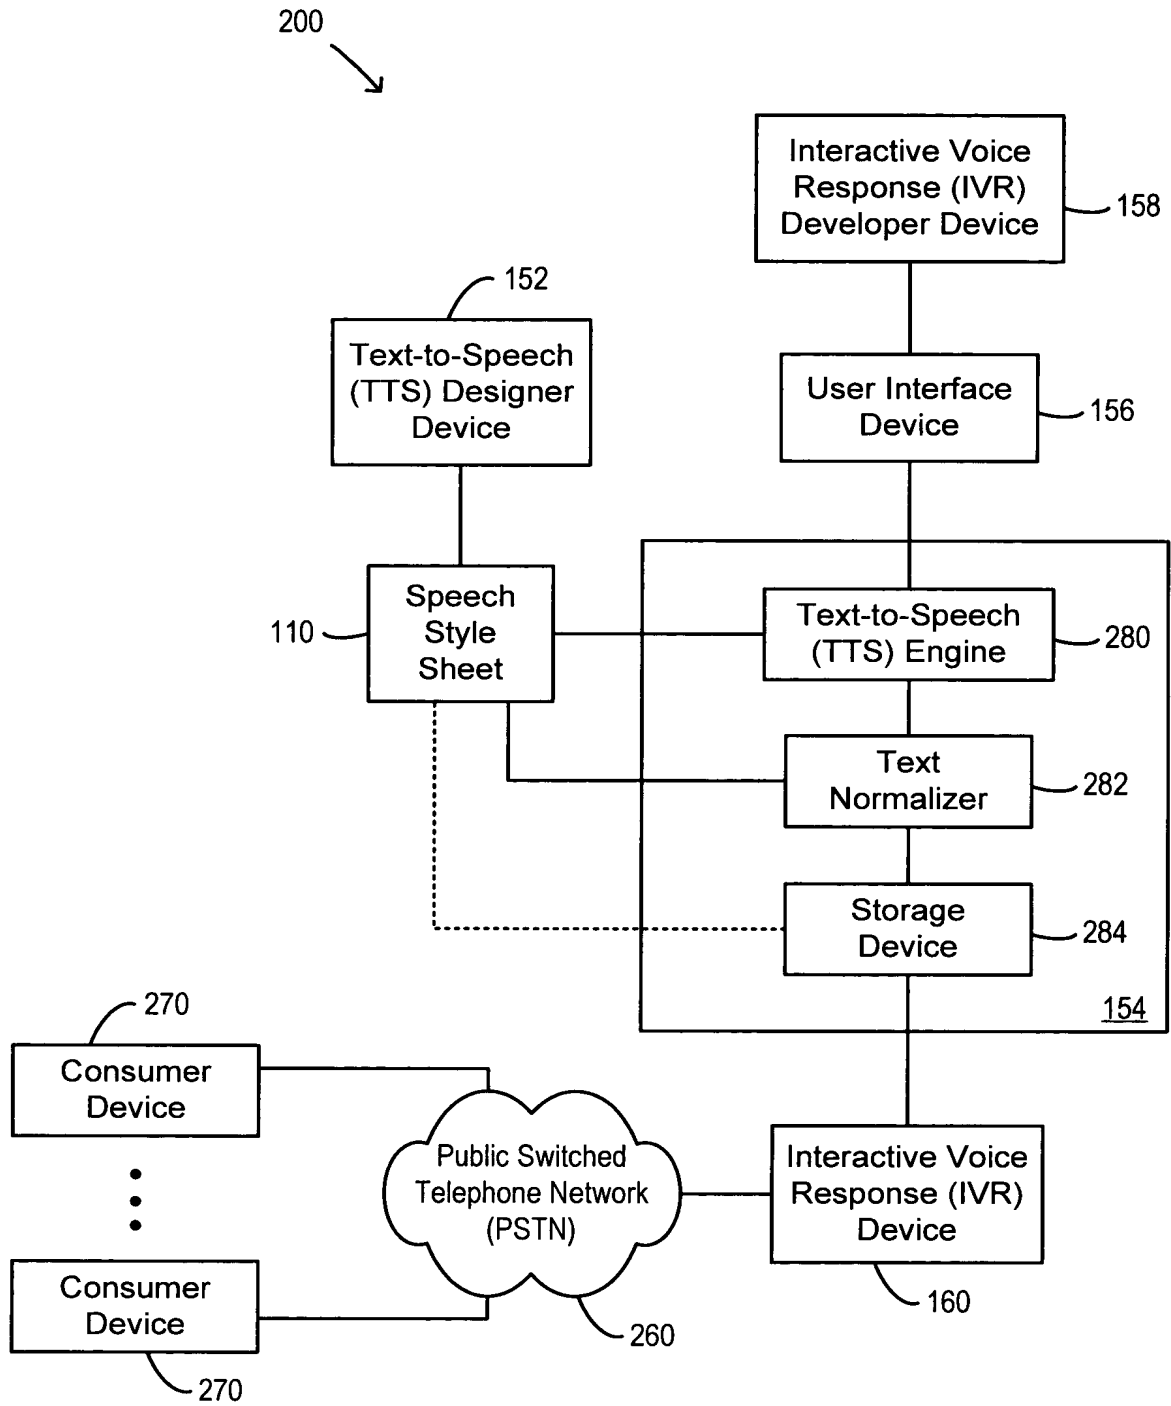 200
Interactive Voice
Response (IVR)
Developer Device
158
152
Text-to-Speech
(TTS) Designer
Device
User Interface
Device
156
Speech
Style
Sheet
110
Text-to-Speech
(TTS) Engine
280
Text
Normalizer
282
Storage
Device
284
154
270
Consumer
Device
Public Switched
Telephone Network
(PSTN)
Interactive Voice
Response (IVR)
Device
Consumer
Device
160
260
270